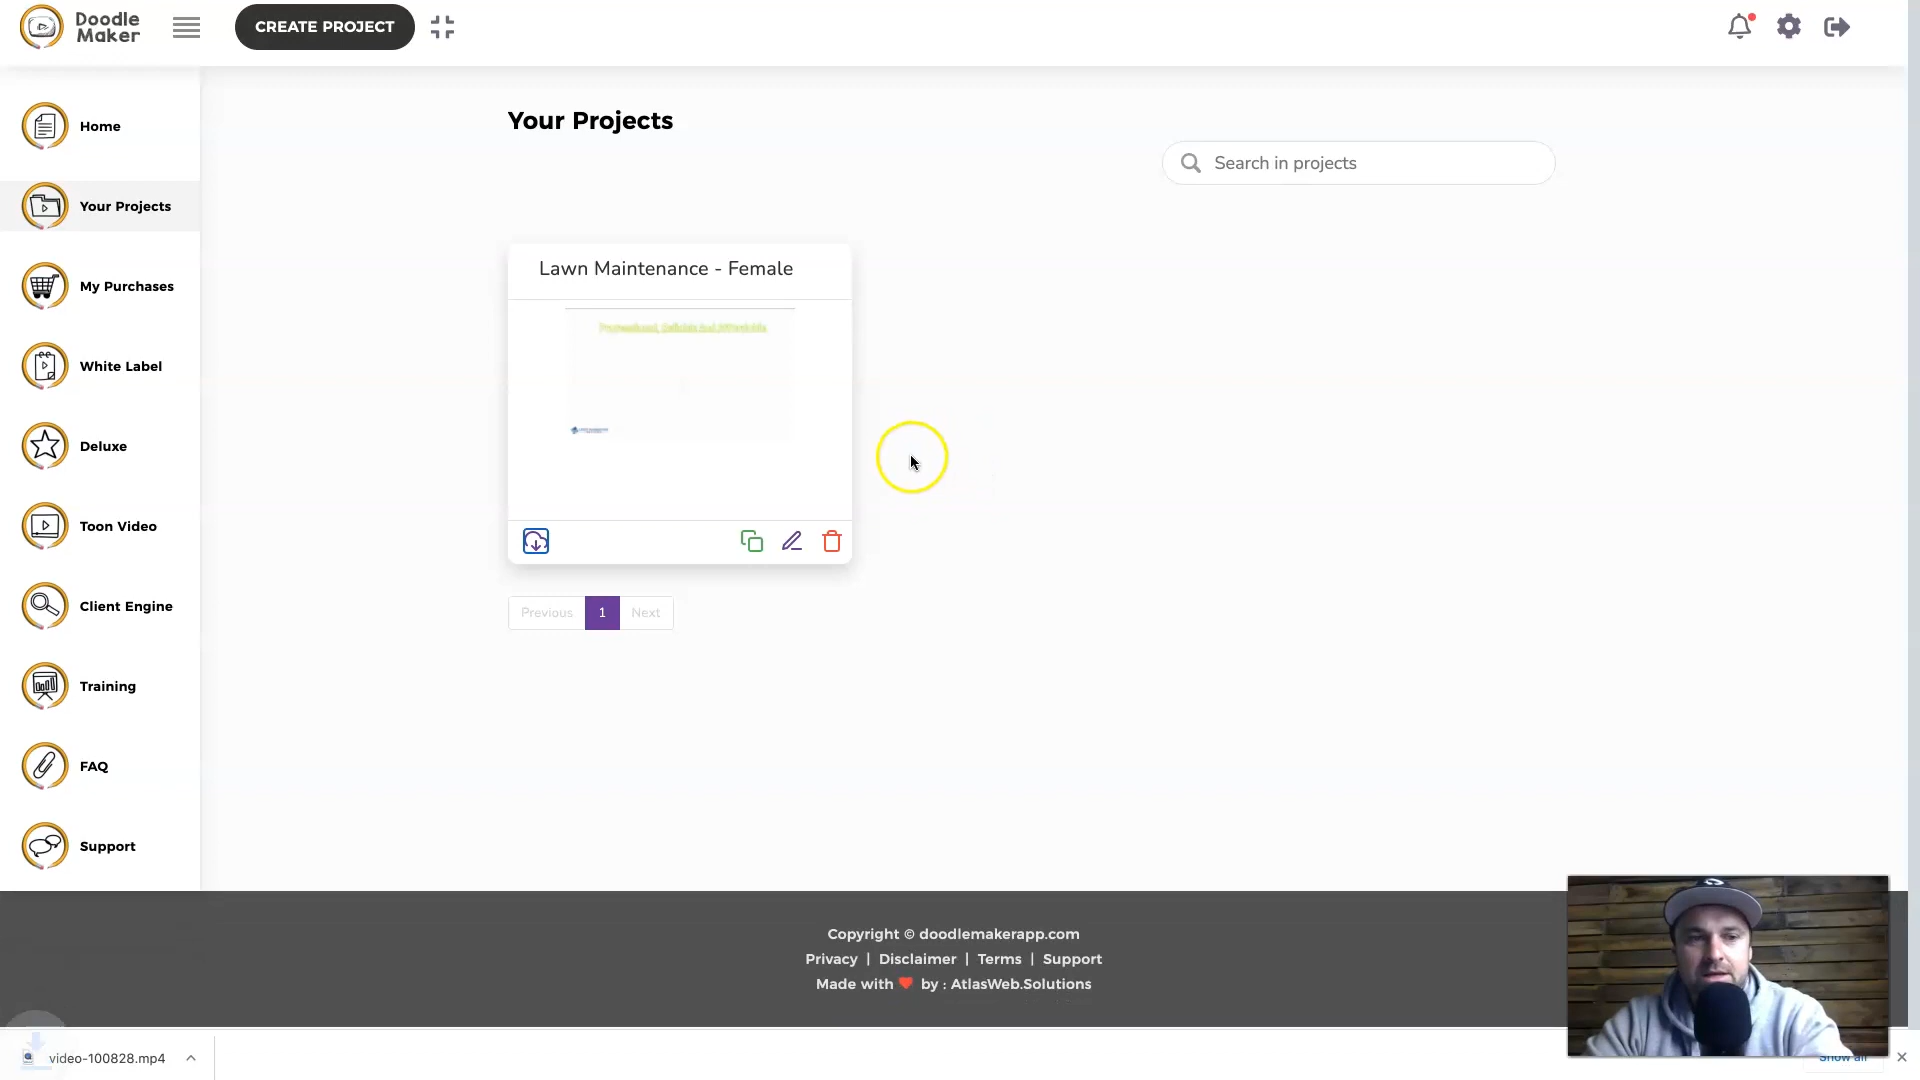 Doodle
Maker
CREATE PROJECT
Home
Your Projects
My Purchases
White Label
Deluxe
Toon Video
Client Engine
Training
FAQ
Support
Your Projects
Search in projects
Lawn Maintenance - Female
Previous
1
Next
Copyright © doodlemakerapp.com
Privacy | Disclaimer | Terms | Support
Made with ❤ by : AtlasWeb.Solutions
video-100828.mp4
Show all